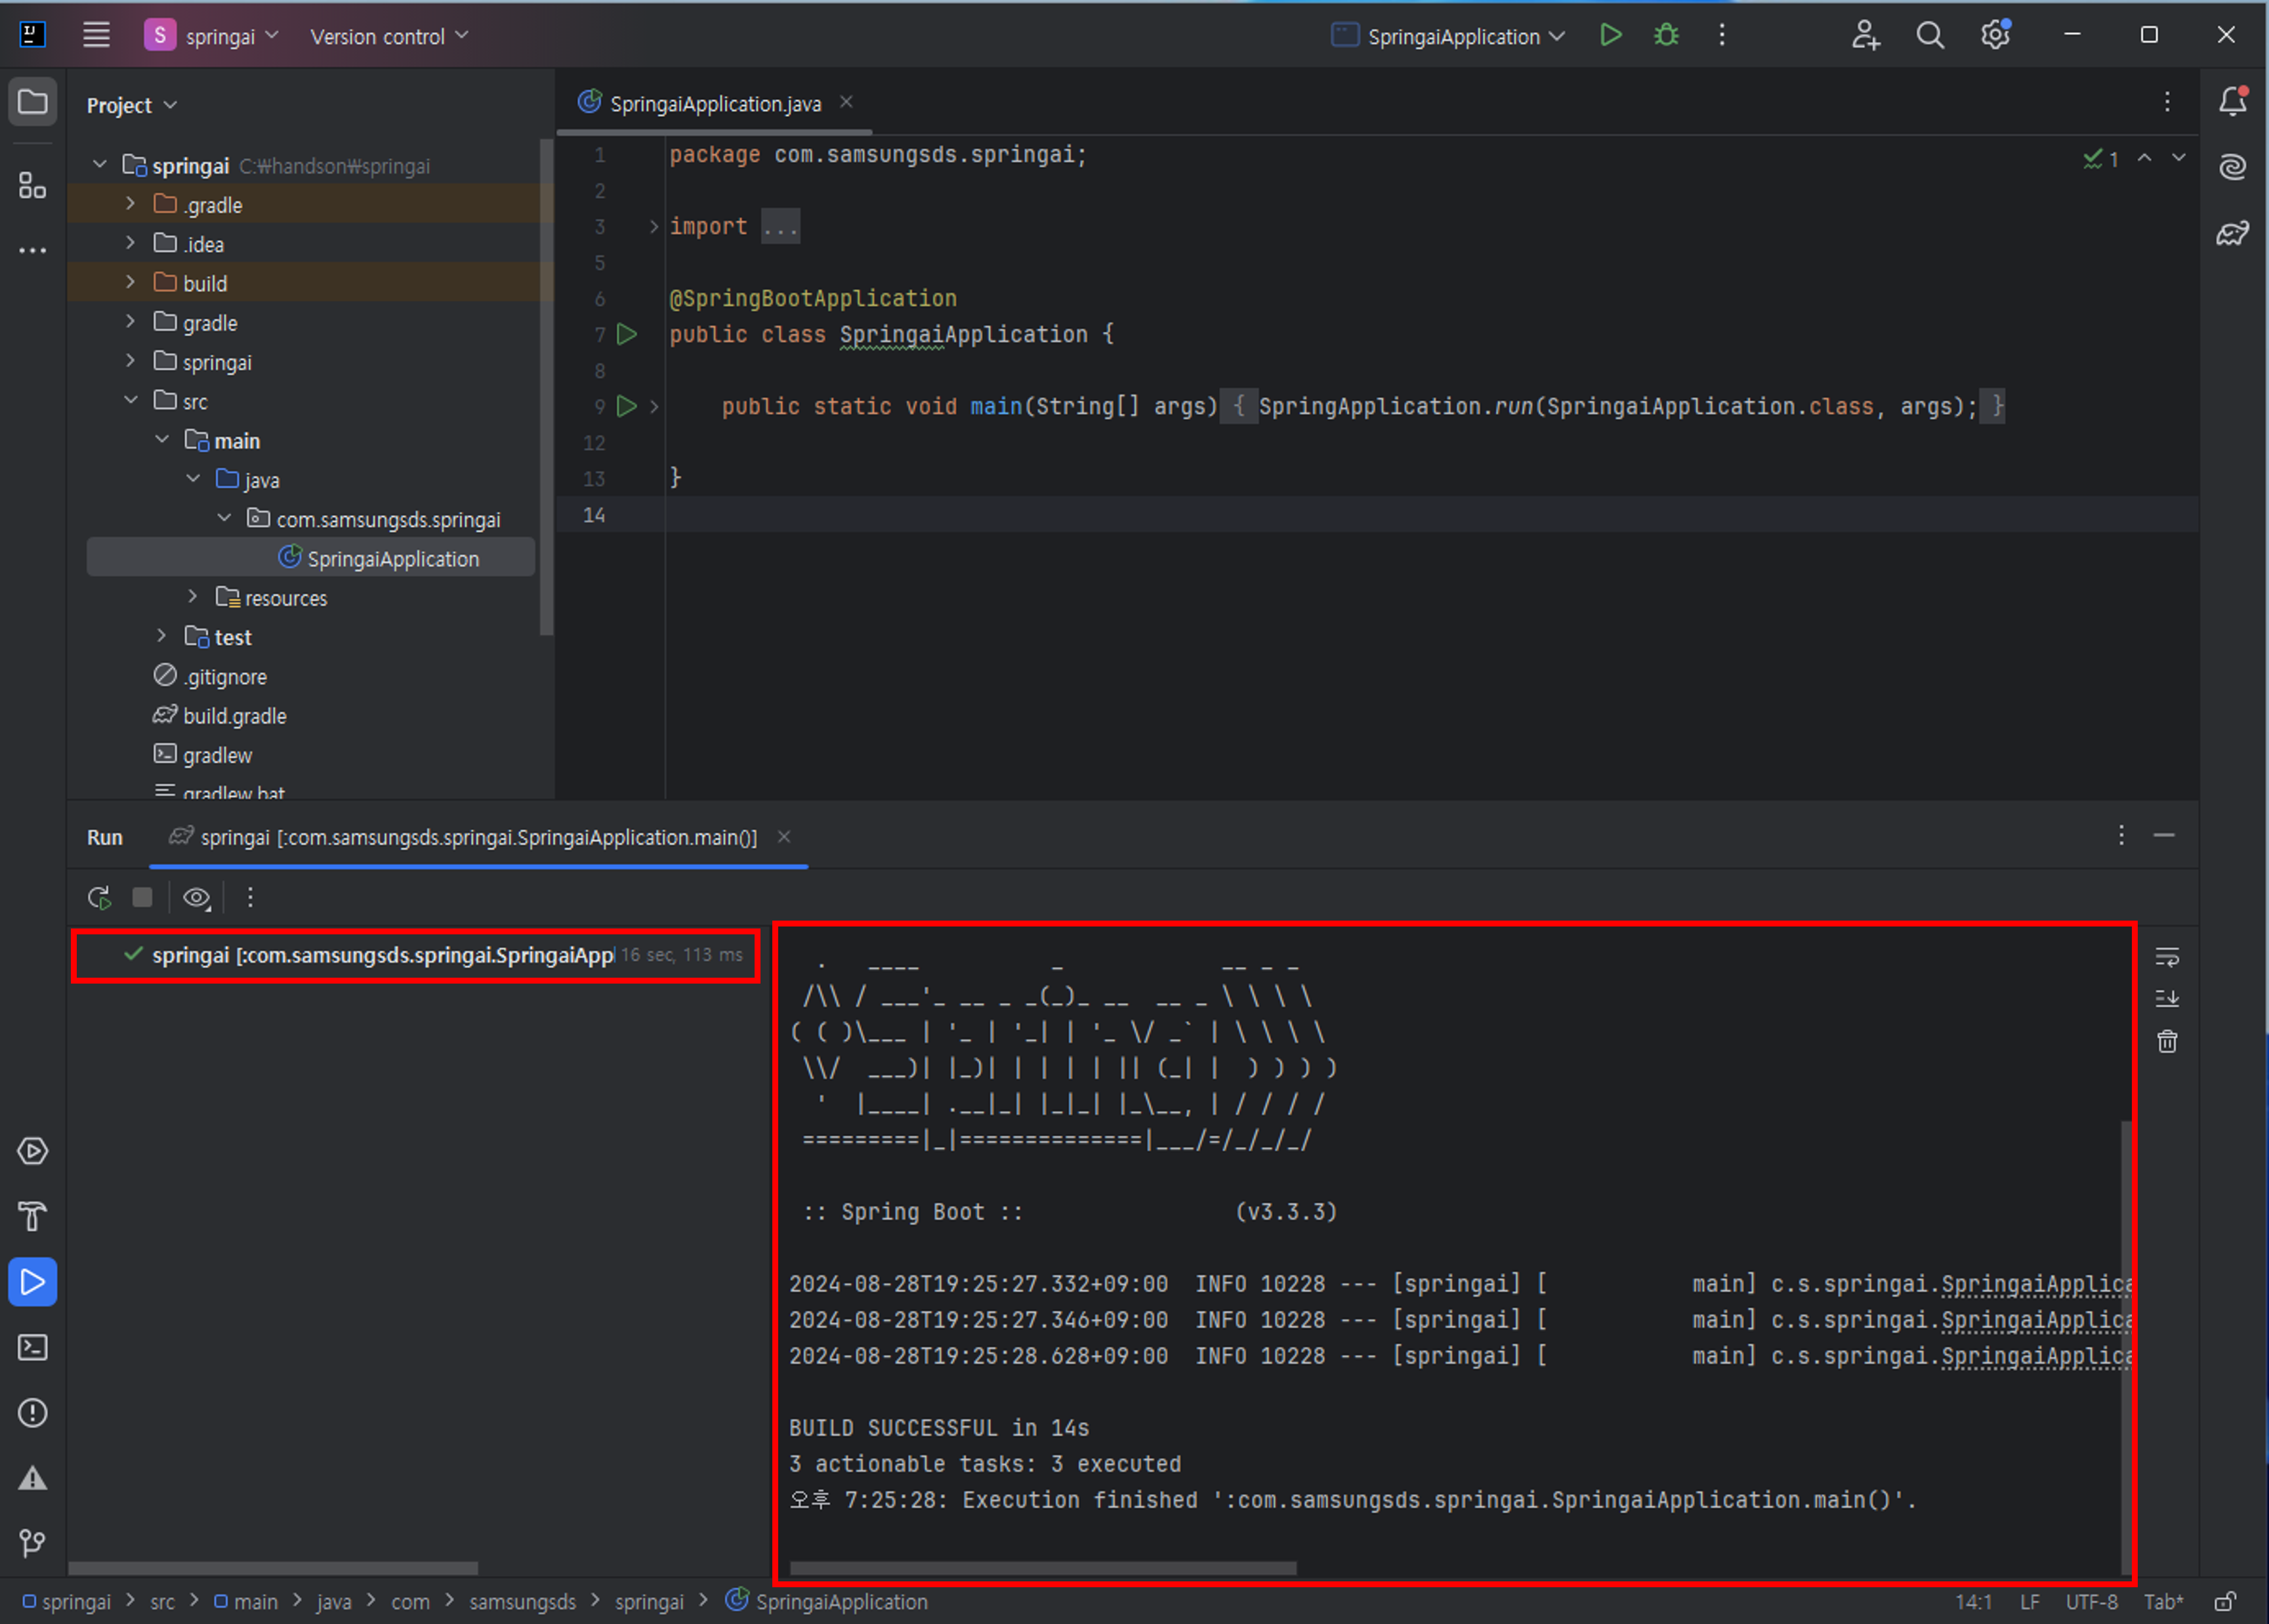 S springai Version control SpringaiApplication
Project
SpringaiApplication.java
springai C:₩handson₩springai
.gradle
.idea
build
gradle
springai
src
main
java
com.samsungsds.springai
SpringaiApplication
resources
test
.gitignore
build.gradle
gradlew
gradlew.bat
1 package com.samsungsds.springai;
1
2
3 import ...
5
6 @SpringBootApplication
7 public class SpringaiApplication {
8
9 public static void main(String[] args) { SpringApplication.run(SpringaiApplication.class, args); }
12
13 }
14
Run springai [:com.samsungsds.springai.SpringaiApplication.main()]
springai [:com.samsungsds.springai.SpringaiApp 16 sec, 113 ms
  .   ____          _            __ _ _
 /\\ / ___'_ __ _ _(_)_ __  __ _ \ \ \ \
( ( )\___ | '_ | '_| | '_ \/ _` | \ \ \ \
 \\/  ___)| |_)| | | | | || (_| |  ) ) ) )
  '  |____| .__|_| |_|_| |_\__, | / / / /
 =========|_|==============|___/=/_/_/_/
 :: Spring Boot ::                (v3.3.3)
2024-08-28T19:25:27.332+09:00  INFO 10228 --- [springai] [           main] c.s.springai.SpringaiApplica
2024-08-28T19:25:27.346+09:00  INFO 10228 --- [springai] [           main] c.s.springai.SpringaiApplica
2024-08-28T19:25:28.628+09:00  INFO 10228 --- [springai] [           main] c.s.springai.SpringaiApplica
BUILD SUCCESSFUL in 14s
3 actionable tasks: 3 executed
오후 7:25:28: Execution finished ':com.samsungsds.springai.SpringaiApplication.main()'.
springai > src > main > java > com > samsungsds > springai > SpringaiApplication 14:1 LF UTF-8 Tab*